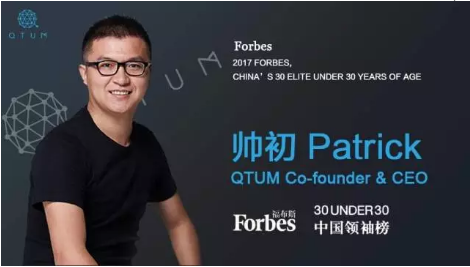 QTUM
QTUM
Forbes
2017 FORBES,
CHINA'S 30 ELITE UNDER 30 YEARS OF AGE
帅初 Patrick
QTUM Co-founder & CEO
Forbes 福布斯
30 UNDER 30
中国领袖榜